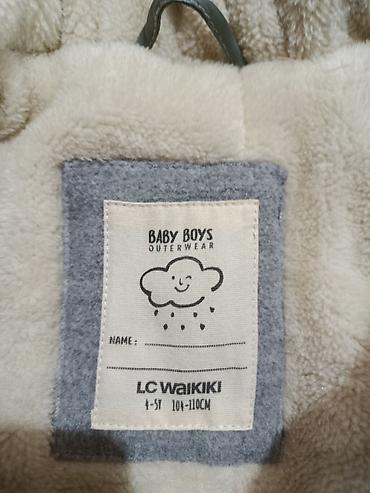 BABY BOYS
OUTERWEAR
NAME:
LC WAIKIKI
4-5Y 104-110CM